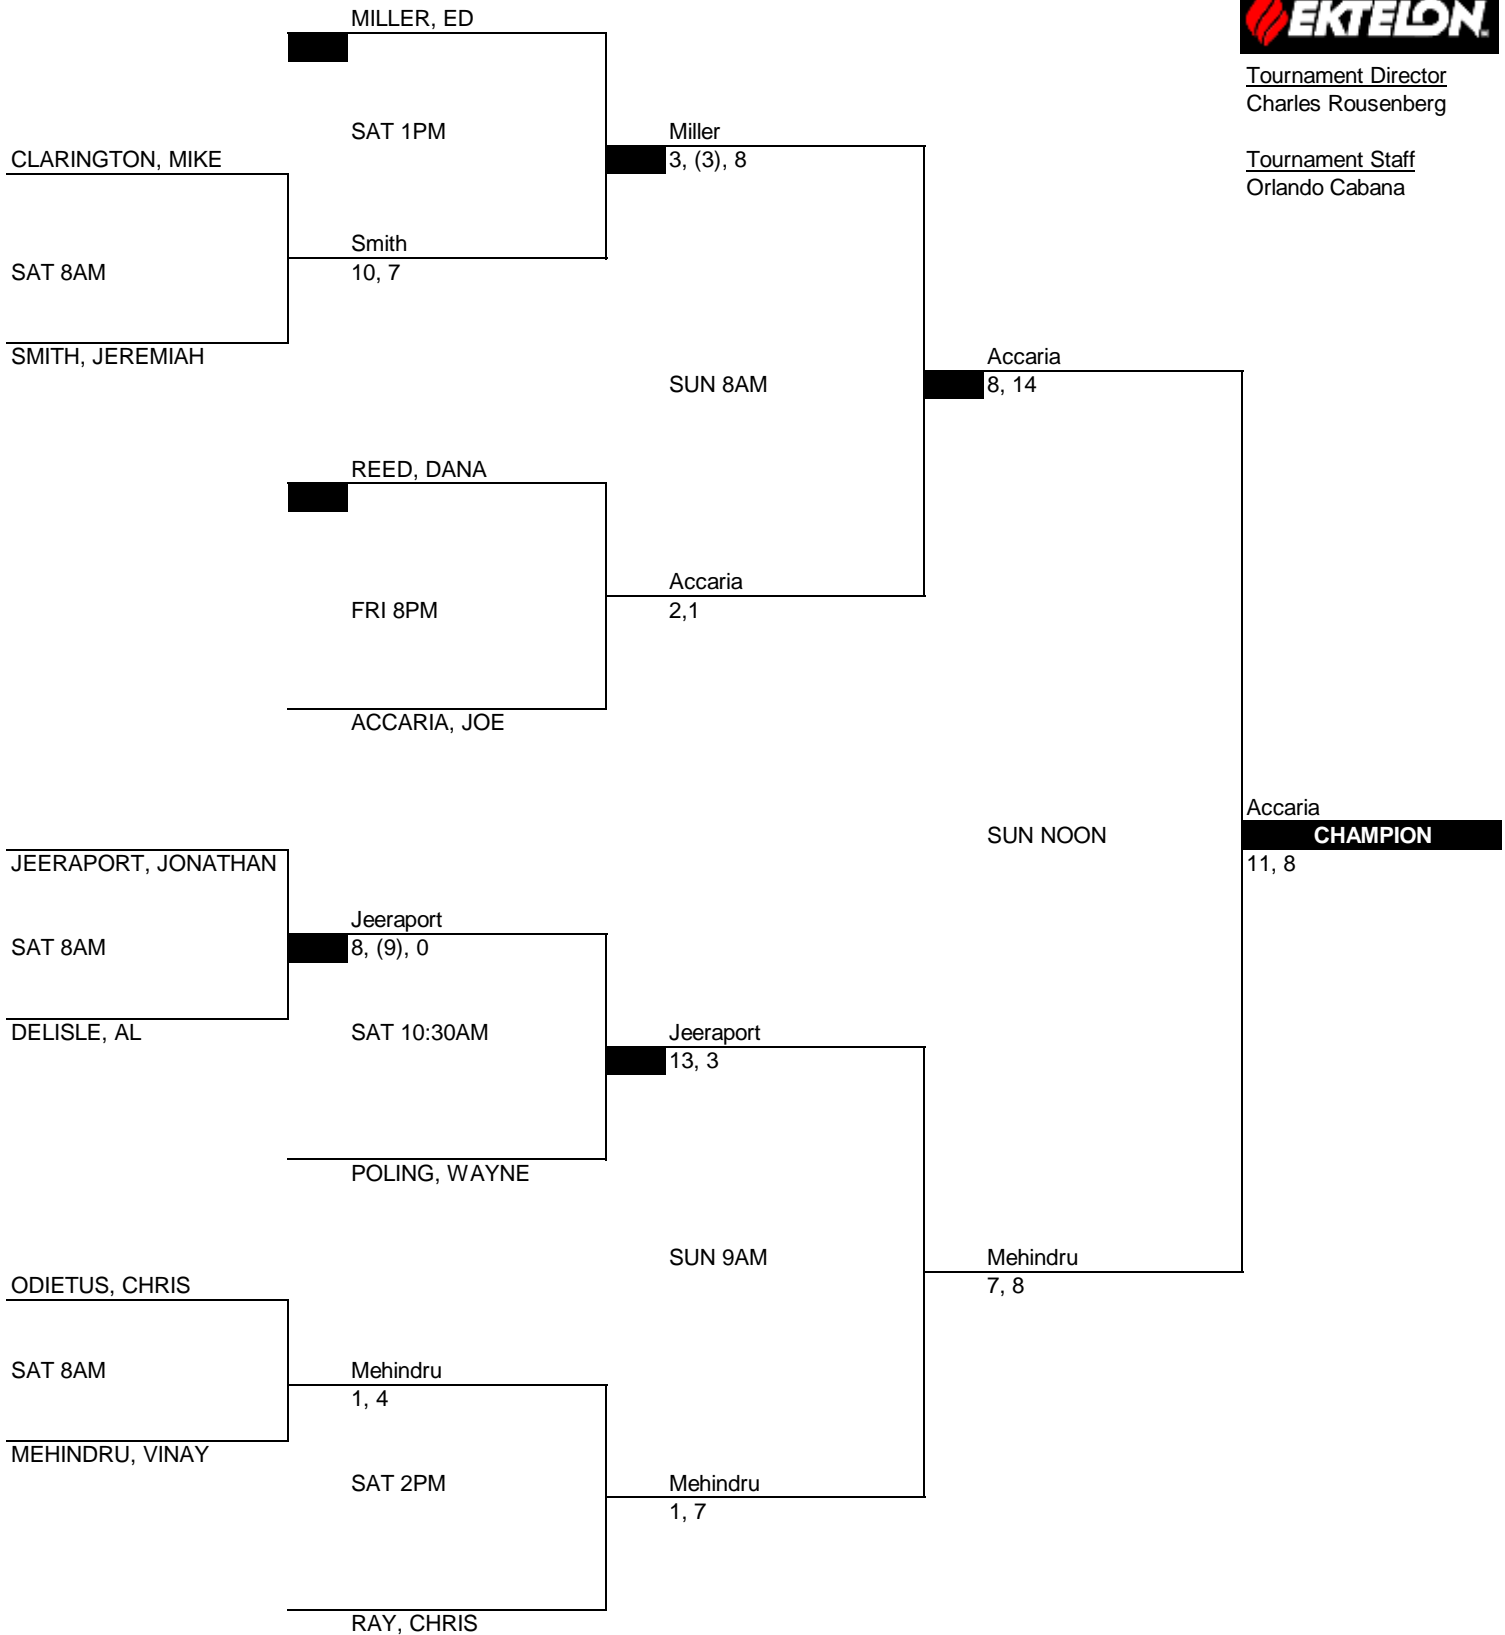 MILLER, ED
EKTELON
Tournament Director
Charles Rousenberg
SAT 1PM
Miller
CLARINGTON, MIKE
3, (3), 8
Tournament Staff
Orlando Cabana
Smith
SAT 8AM
10, 7
SMITH, JEREMIAH
Accaria
SUN 8AM
8, 14
REED, DANA
Accaria
FRI 8PM
2,1
ACCARIA, JOE
Accaria
SUN NOON
CHAMPION
JEERAPORT, JONATHAN
11, 8
Jeeraport
SAT 8AM
8, (9), 0
DELISLE, AL
SAT 10:30AM
Jeeraport
13, 3
POLING, WAYNE
SUN 9AM
Mehindru
ODIETUS, CHRIS
7, 8
SAT 8AM
Mehindru
1, 4
MEHINDRU, VINAY
SAT 2PM
Mehindru
1, 7
RAY, CHRIS